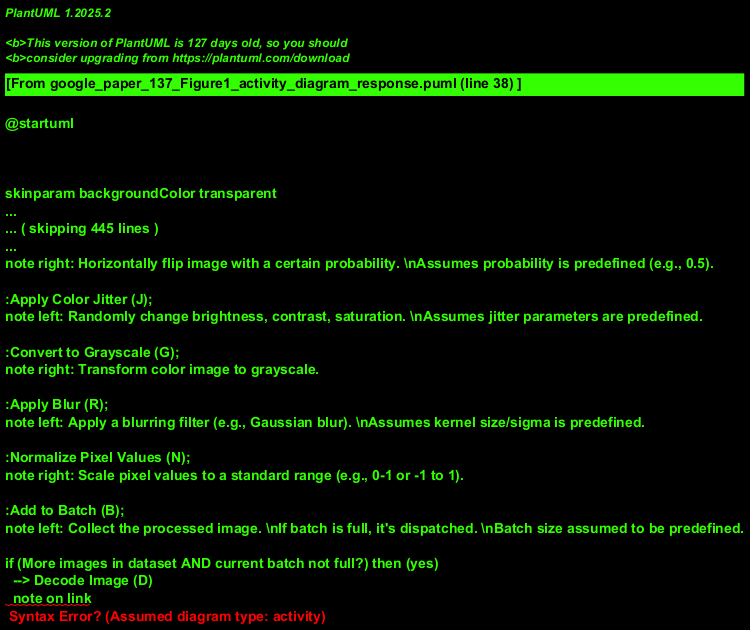 PlantUML 1.2025.2
<b>This version of PlantUML is 127 days old, so you should
<b>consider upgrading from https://plantuml.com/download
[From google_paper_137_Figure1_activity_diagram_response.puml (line 38) ]
@startuml
skinparam backgroundColor transparent
...
... ( skipping 445 lines )
...
note right: Horizontally flip image with a certain probability. \nAssumes probability is predefined (e.g., 0.5).
:Apply Color Jitter (J);
note left: Randomly change brightness, contrast, saturation. \nAssumes jitter parameters are predefined.
:Convert to Grayscale (G);
note right: Transform color image to grayscale.
:Apply Blur (R);
note left: Apply a blurring filter (e.g., Gaussian blur). \nAssumes kernel size/sigma is predefined.
:Normalize Pixel Values (N);
note right: Scale pixel values to a standard range (e.g., 0-1 or -1 to 1).
:Add to Batch (B);
note left: Collect the processed image. \nIf batch is full, it's dispatched. \nBatch size assumed to be predefined.
if (More images in dataset AND current batch not full?) then (yes)
--> Decode Image (D)
note on link
Syntax Error? (Assumed diagram type: activity)